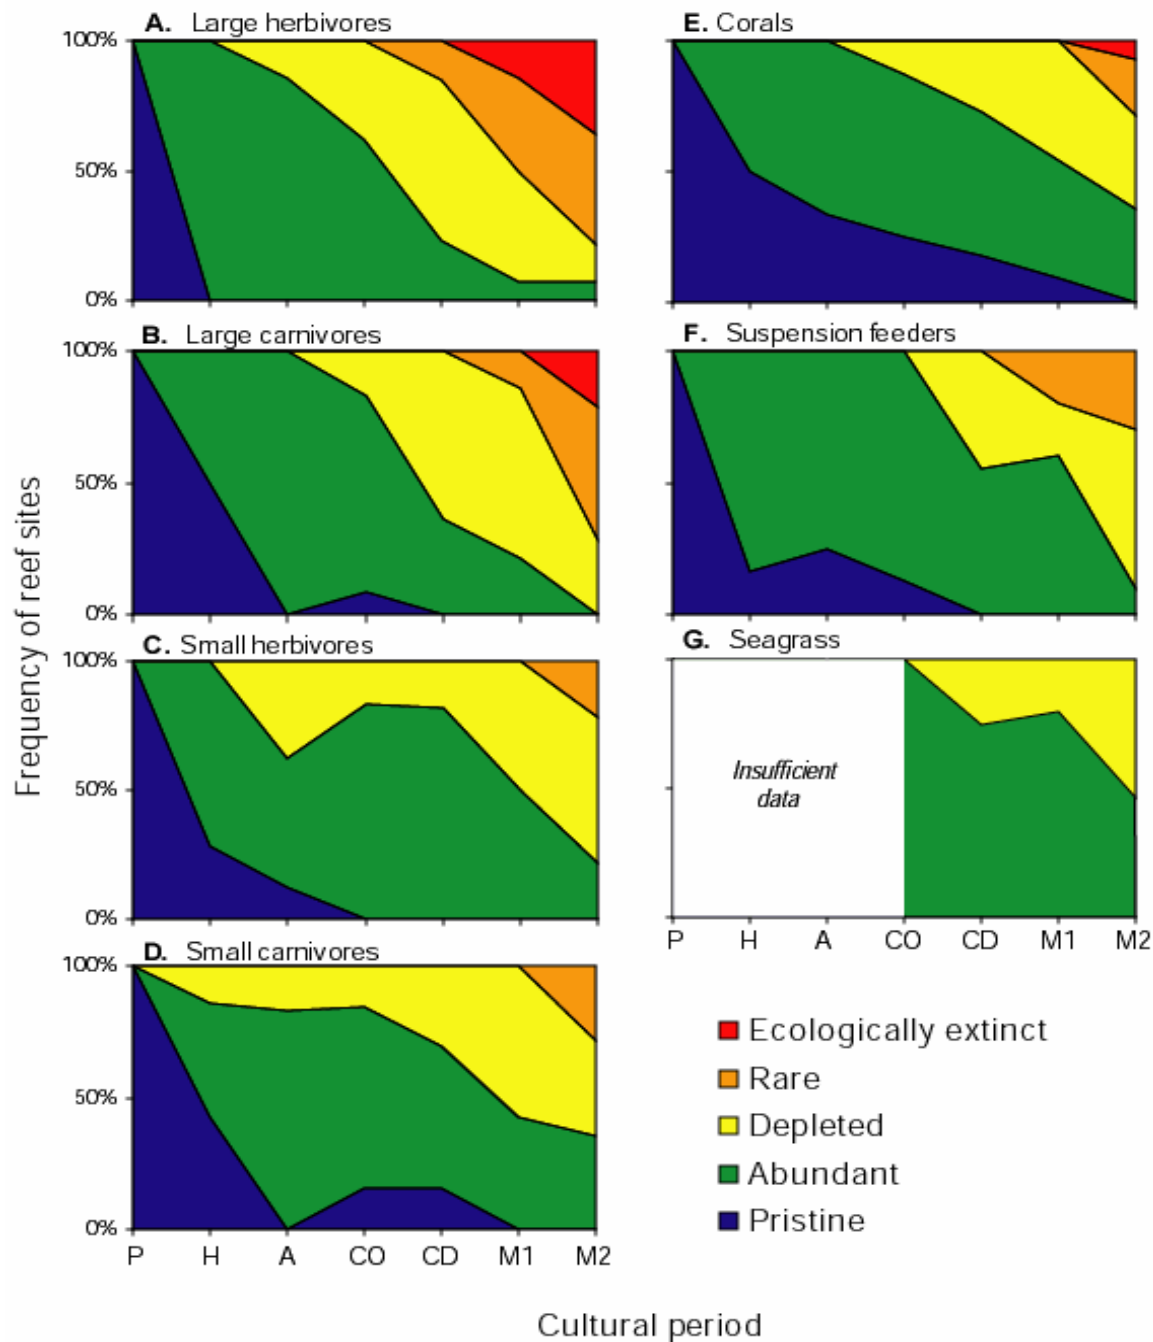 A. Large herbivores
100%
50%
0%
B. Large carnivores
100%
50%
0%
C. Small herbivores
100%
50%
0%
D. Small carnivores
100%
50%
0%
P H A CO CD M1 M2
Frequency of reef sites
E. Corals
F. Suspension feeders
G. Seagrass
Insufficient
data
P H A CO CD M1 M2
Ecologically extinct
Rare
Depleted
Abundant
Pristine
Cultural period